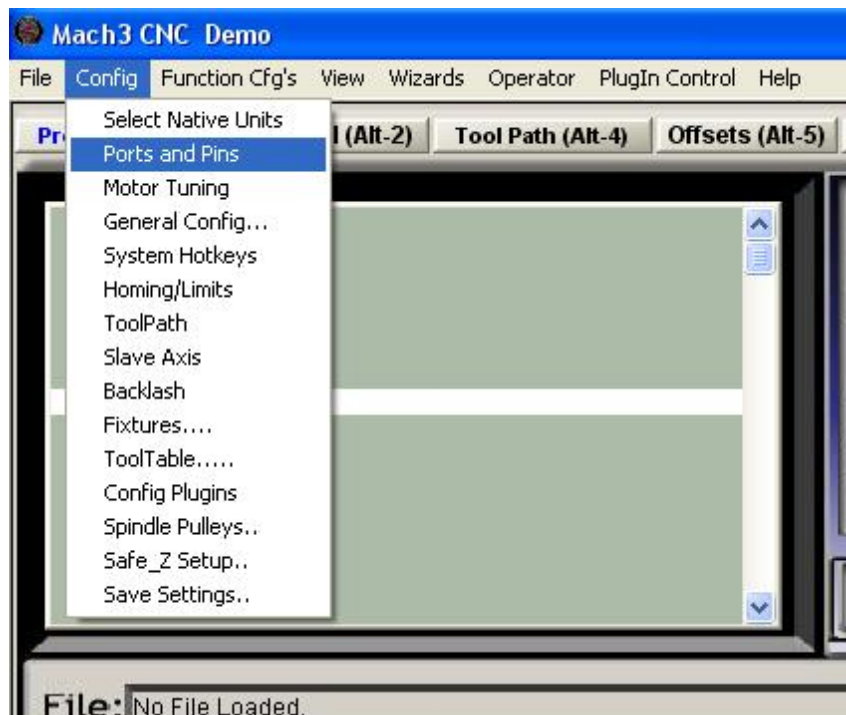 Mach3 CNC Demo
File Config Function Cfg's View Wizards Operator PlugIn Control Help
(Alt-2) Tool Path (Alt-4) Offsets (Alt-5)
Select Native Units
Ports and Pins
Motor Tuning
General Config...
System Hotkeys
Homing/Limits
ToolPath
Slave Axis
Backlash
Fixtures....
ToolTable.....
Config Plugins
Spindle Pulleys..
Safe_Z Setup..
Save Settings..
File: No File Loaded.